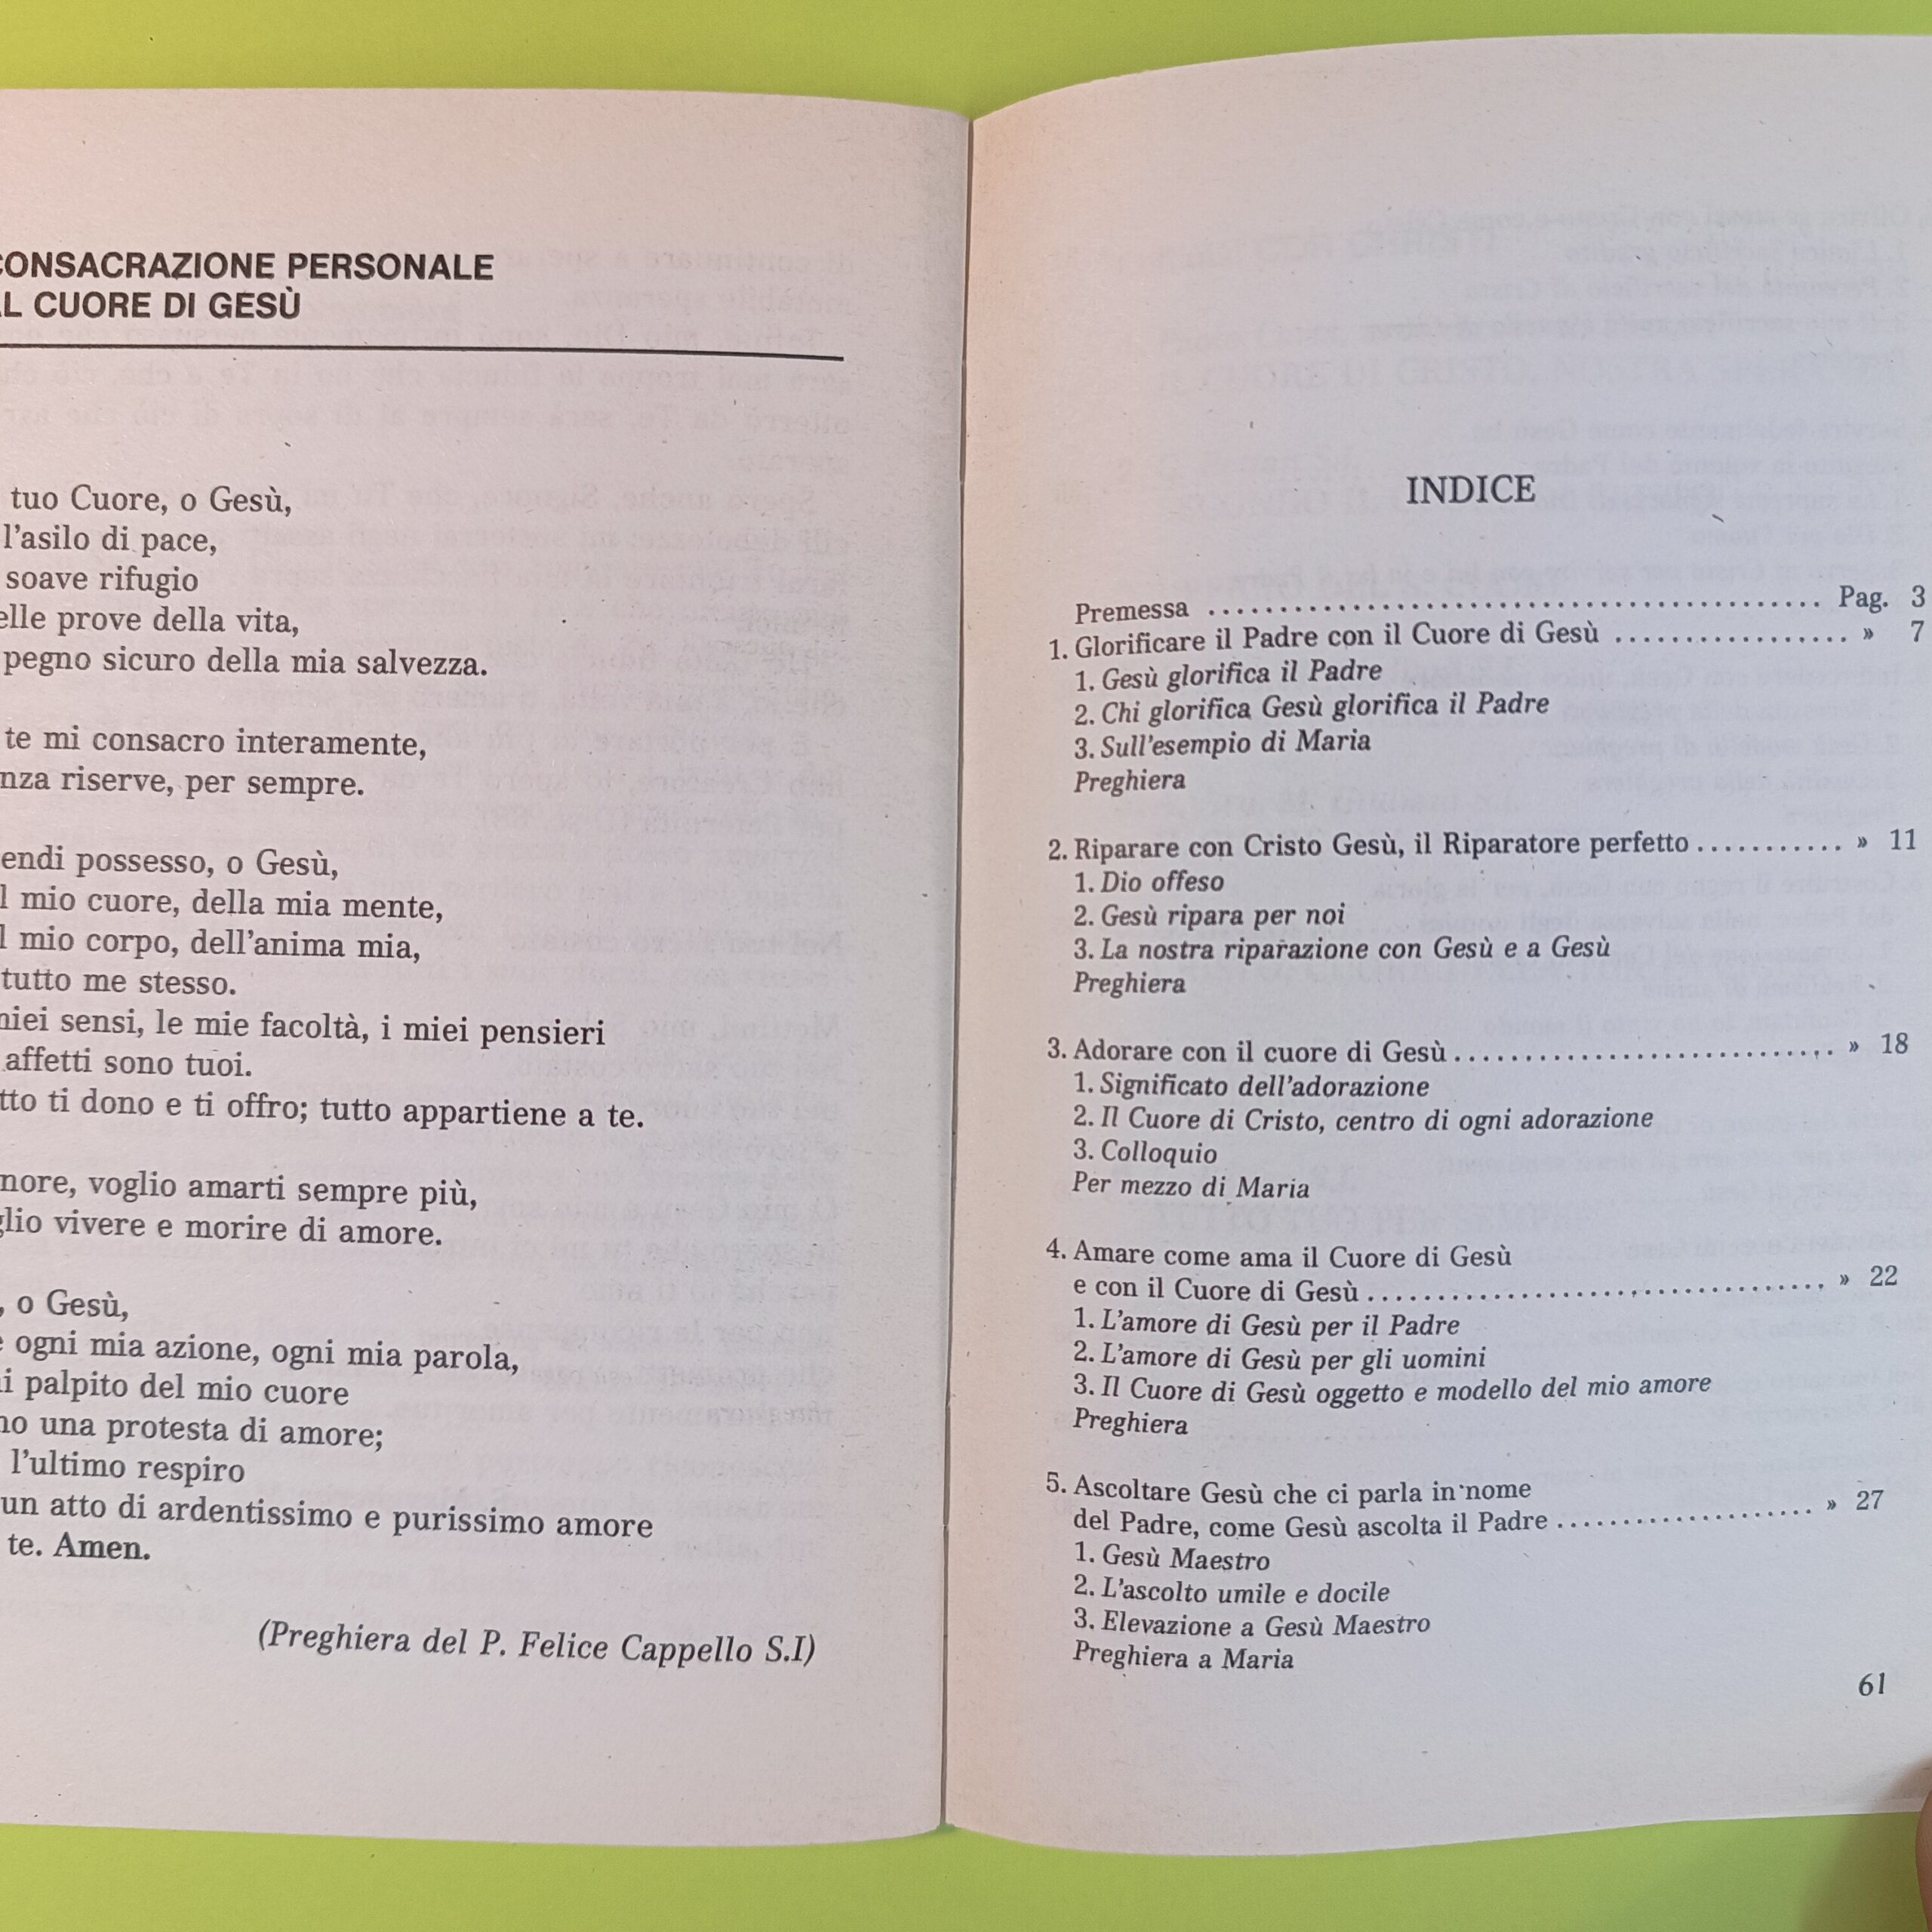 CONSACRAZIONE PERSONALE
AL CUORE DI GESÙ
tuo Cuore, o Gesù,
l'asilo di pace,
soave rifugio
elle prove della vita,
pegno sicuro della mia salvezza.
te mi consacro interamente,
nza riserve, per sempre.
endi possesso, o Gesù,
l mio cuore, della mia mente,
l mio corpo, dell'anima mia,
tutto me stesso.
niei sensi, le mie facoltà, i miei pensieri
affetti sono tuoi.
tto ti dono e ti offro; tutto appartiene a te.
nore, voglio amarti sempre più,
glio vivere e morire di amore.
, o Gesù,
e ogni mia azione, ogni mia parola,
ni palpito del mio cuore
no una protesta di amore;
l'ultimo respiro
un atto di ardentissimo e purissimo amore
te. Amen.
(Preghiera del P. Felice Cappello S.I)
INDICE
Premessa ........................................ Pag. 3
1. Glorificare il Padre con il Cuore di Gesù ................. » 7
1. Gesù glorifica il Padre
2. Chi glorifica Gesù glorifica il Padre
3. Sull'esempio di Maria
Preghiera
2. Riparare con Cristo Gesù, il Riparatore perfetto ........... » 11
1. Dio offeso
2. Gesù ripara per noi
3. La nostra riparazione con Gesù e a Gesù
Preghiera
3. Adorare con il cuore di Gesù ........................... » 18
1. Significato dell'adorazione
2. Il Cuore di Cristo, centro di ogni adorazione
3. Colloquio
Per mezzo di Maria
4. Amare come ama il Cuore di Gesù
e con il Cuore di Gesù ................................. » 22
1. L'amore di Gesù per il Padre
2. L'amore di Gesù per gli uomini
3. Il Cuore di Gesù oggetto e modello del mio amore
Preghiera
5. Ascoltare Gesù che ci parla in nome
del Padre, come Gesù ascolta il Padre .................... » 27
1. Gesù Maestro
2. L'ascolto umile e docile
3. Elevazione a Gesù Maestro
Preghiera a Maria
61